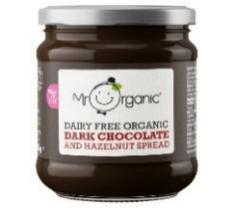 Mr Organic
DAIRY FREE ORGANIC
DARK CHOCOLATE
AND HAZELNUT SPREAD